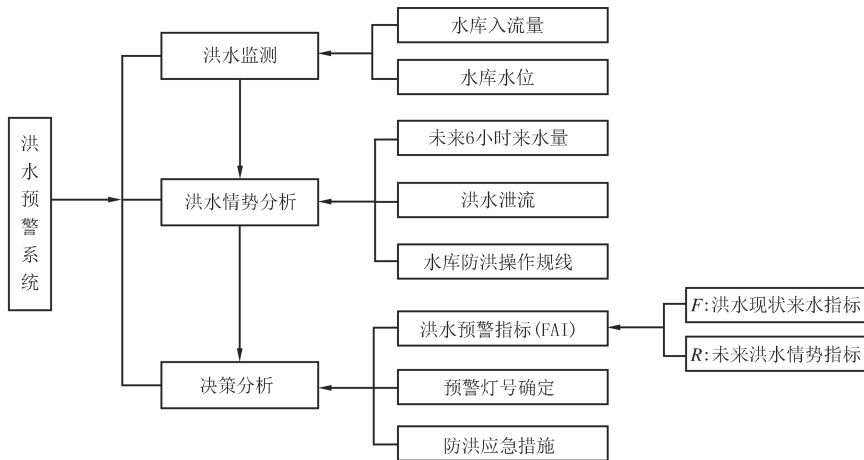 洪水预警系统
洪水监测
水库入流量
水库水位
洪水情势分析
未来6小时来水量
洪水泄流
水库防洪操作规线
决策分析
洪水预警指标(FAI)
F:洪水现状来水指标
R:未来洪水情势指标
预警灯号确定
防洪应急措施